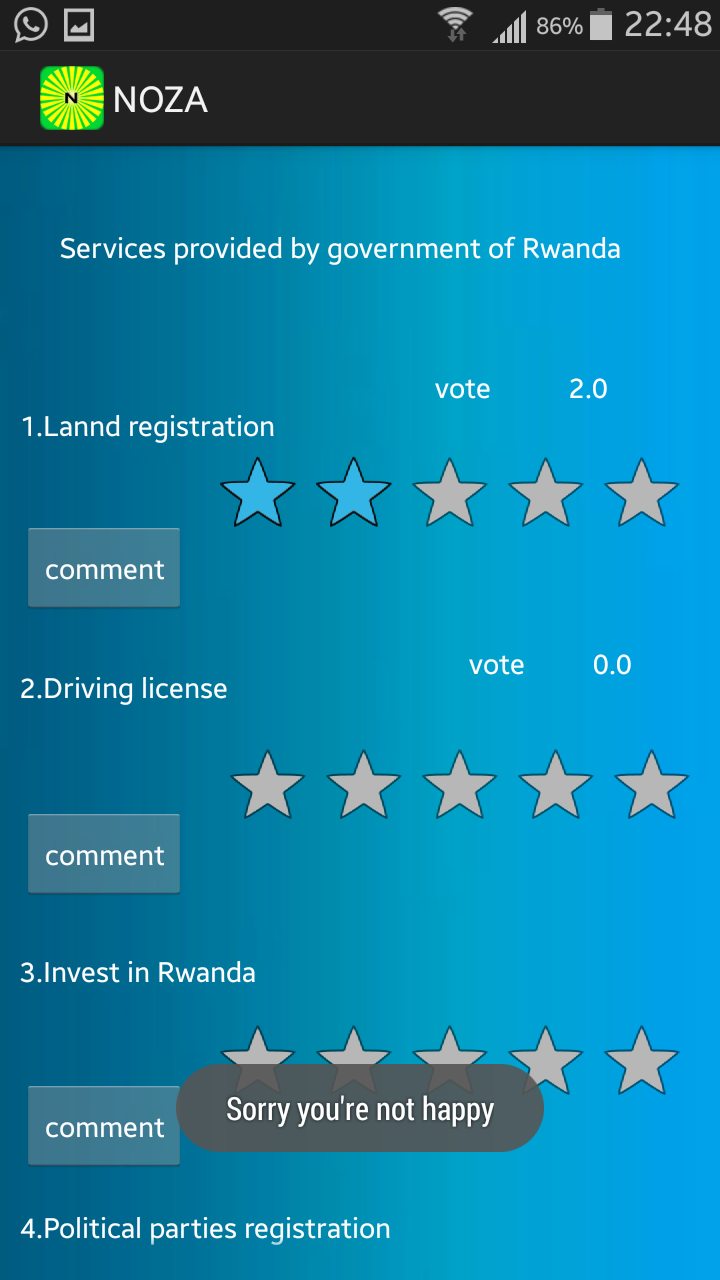 86% 22:48
N NOZA
Services provided by government of Rwanda
vote 2.0
1.Lannd registration
comment
vote 0.0
2.Driving license
comment
3.Invest in Rwanda
comment
Sorry you're not happy
4.Political parties registration